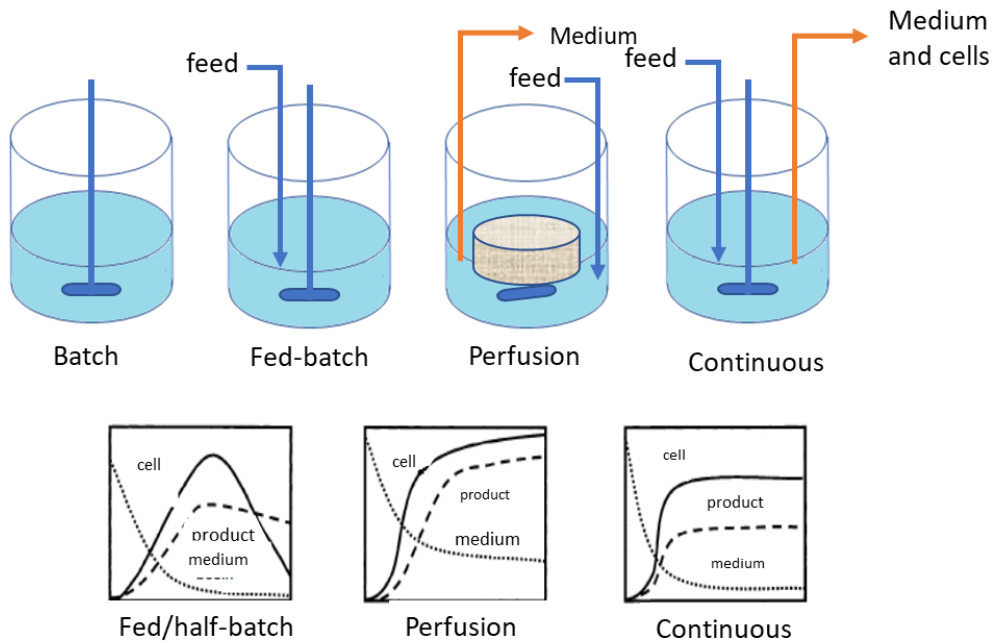 feed
Medium
feed
feed
Medium
and cells
Batch
Fed-batch
Perfusion
Continuous
cell
product
medium
cell
product
medium
cell
product
medium
Fed/half-batch
Perfusion
Continuous